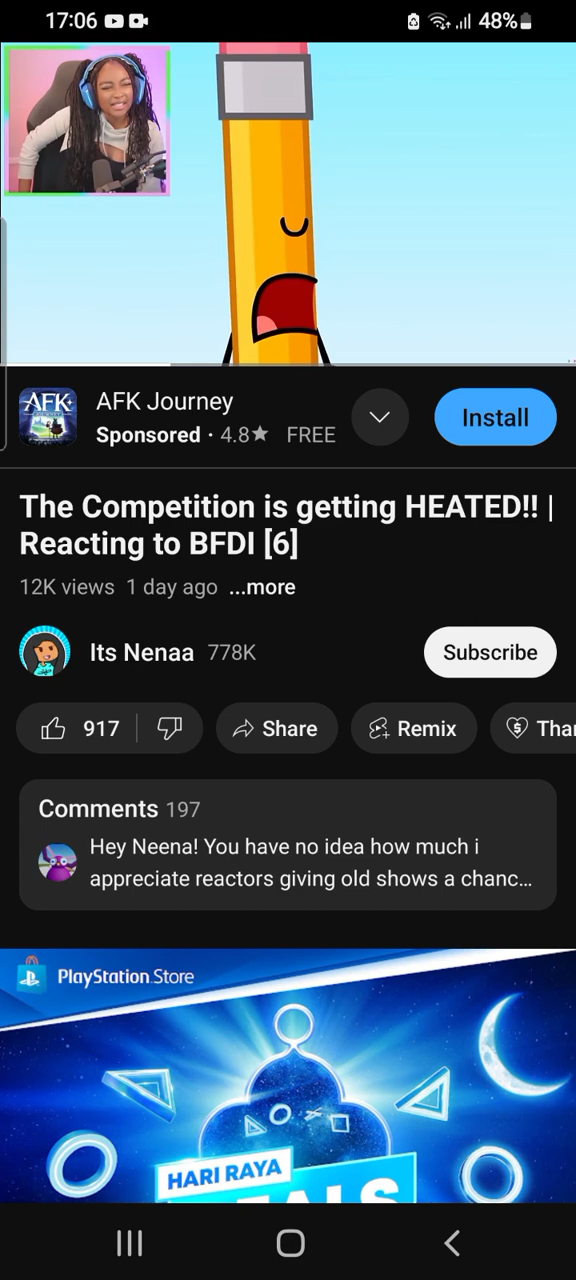 17:06
48%
AFK
AFK Journey
Sponsored · 4.8★ FREE
Install
The Competition is getting HEATED!! |
Reacting to BFDI [6]
12K views 1 day ago ...more
Its Nenaa 778K
Subscribe
917
Share
Remix
Than
Comments 197
Hey Neena! You have no idea how much i
appreciate reactors giving old shows a chanc...
PlayStation.Store
HARI RAYA
DEALS